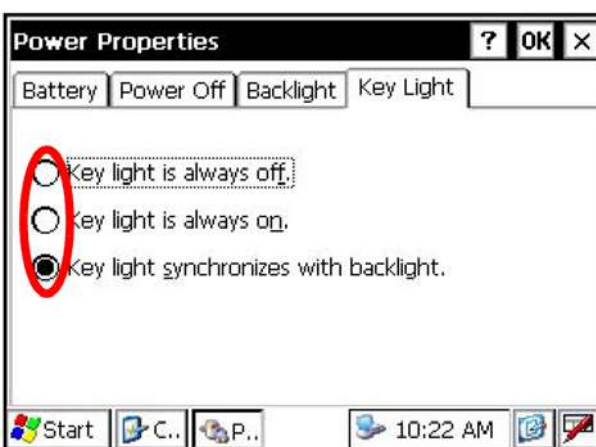 Power Properties ? OK ×
Battery Power Off Backlight Key Light
Key light is always off.
Key light is always on.
Key light synchronizes with backlight.
Start C.. P.. 10:22 AM